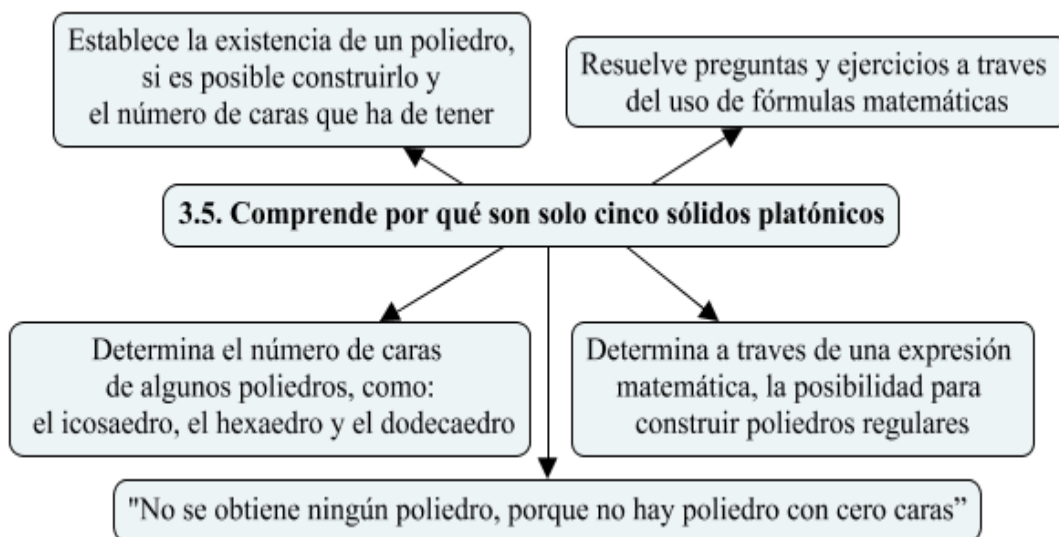 Establece la existencia de un poliedro,
si es posible construirlo y
el número de caras que ha de tener
Resuelve preguntas y ejercicios a traves
del uso de fórmulas matemáticas
3.5. Comprende por qué son solo cinco sólidos platónicos
Determina el número de caras
de algunos poliedros, como:
el icosaedro, el hexaedro y el dodecaedro
Determina a traves de una expresión
matemática, la posibilidad para
construir poliedros regulares
"No se obtiene ningún poliedro, porque no hay poliedro con cero caras”